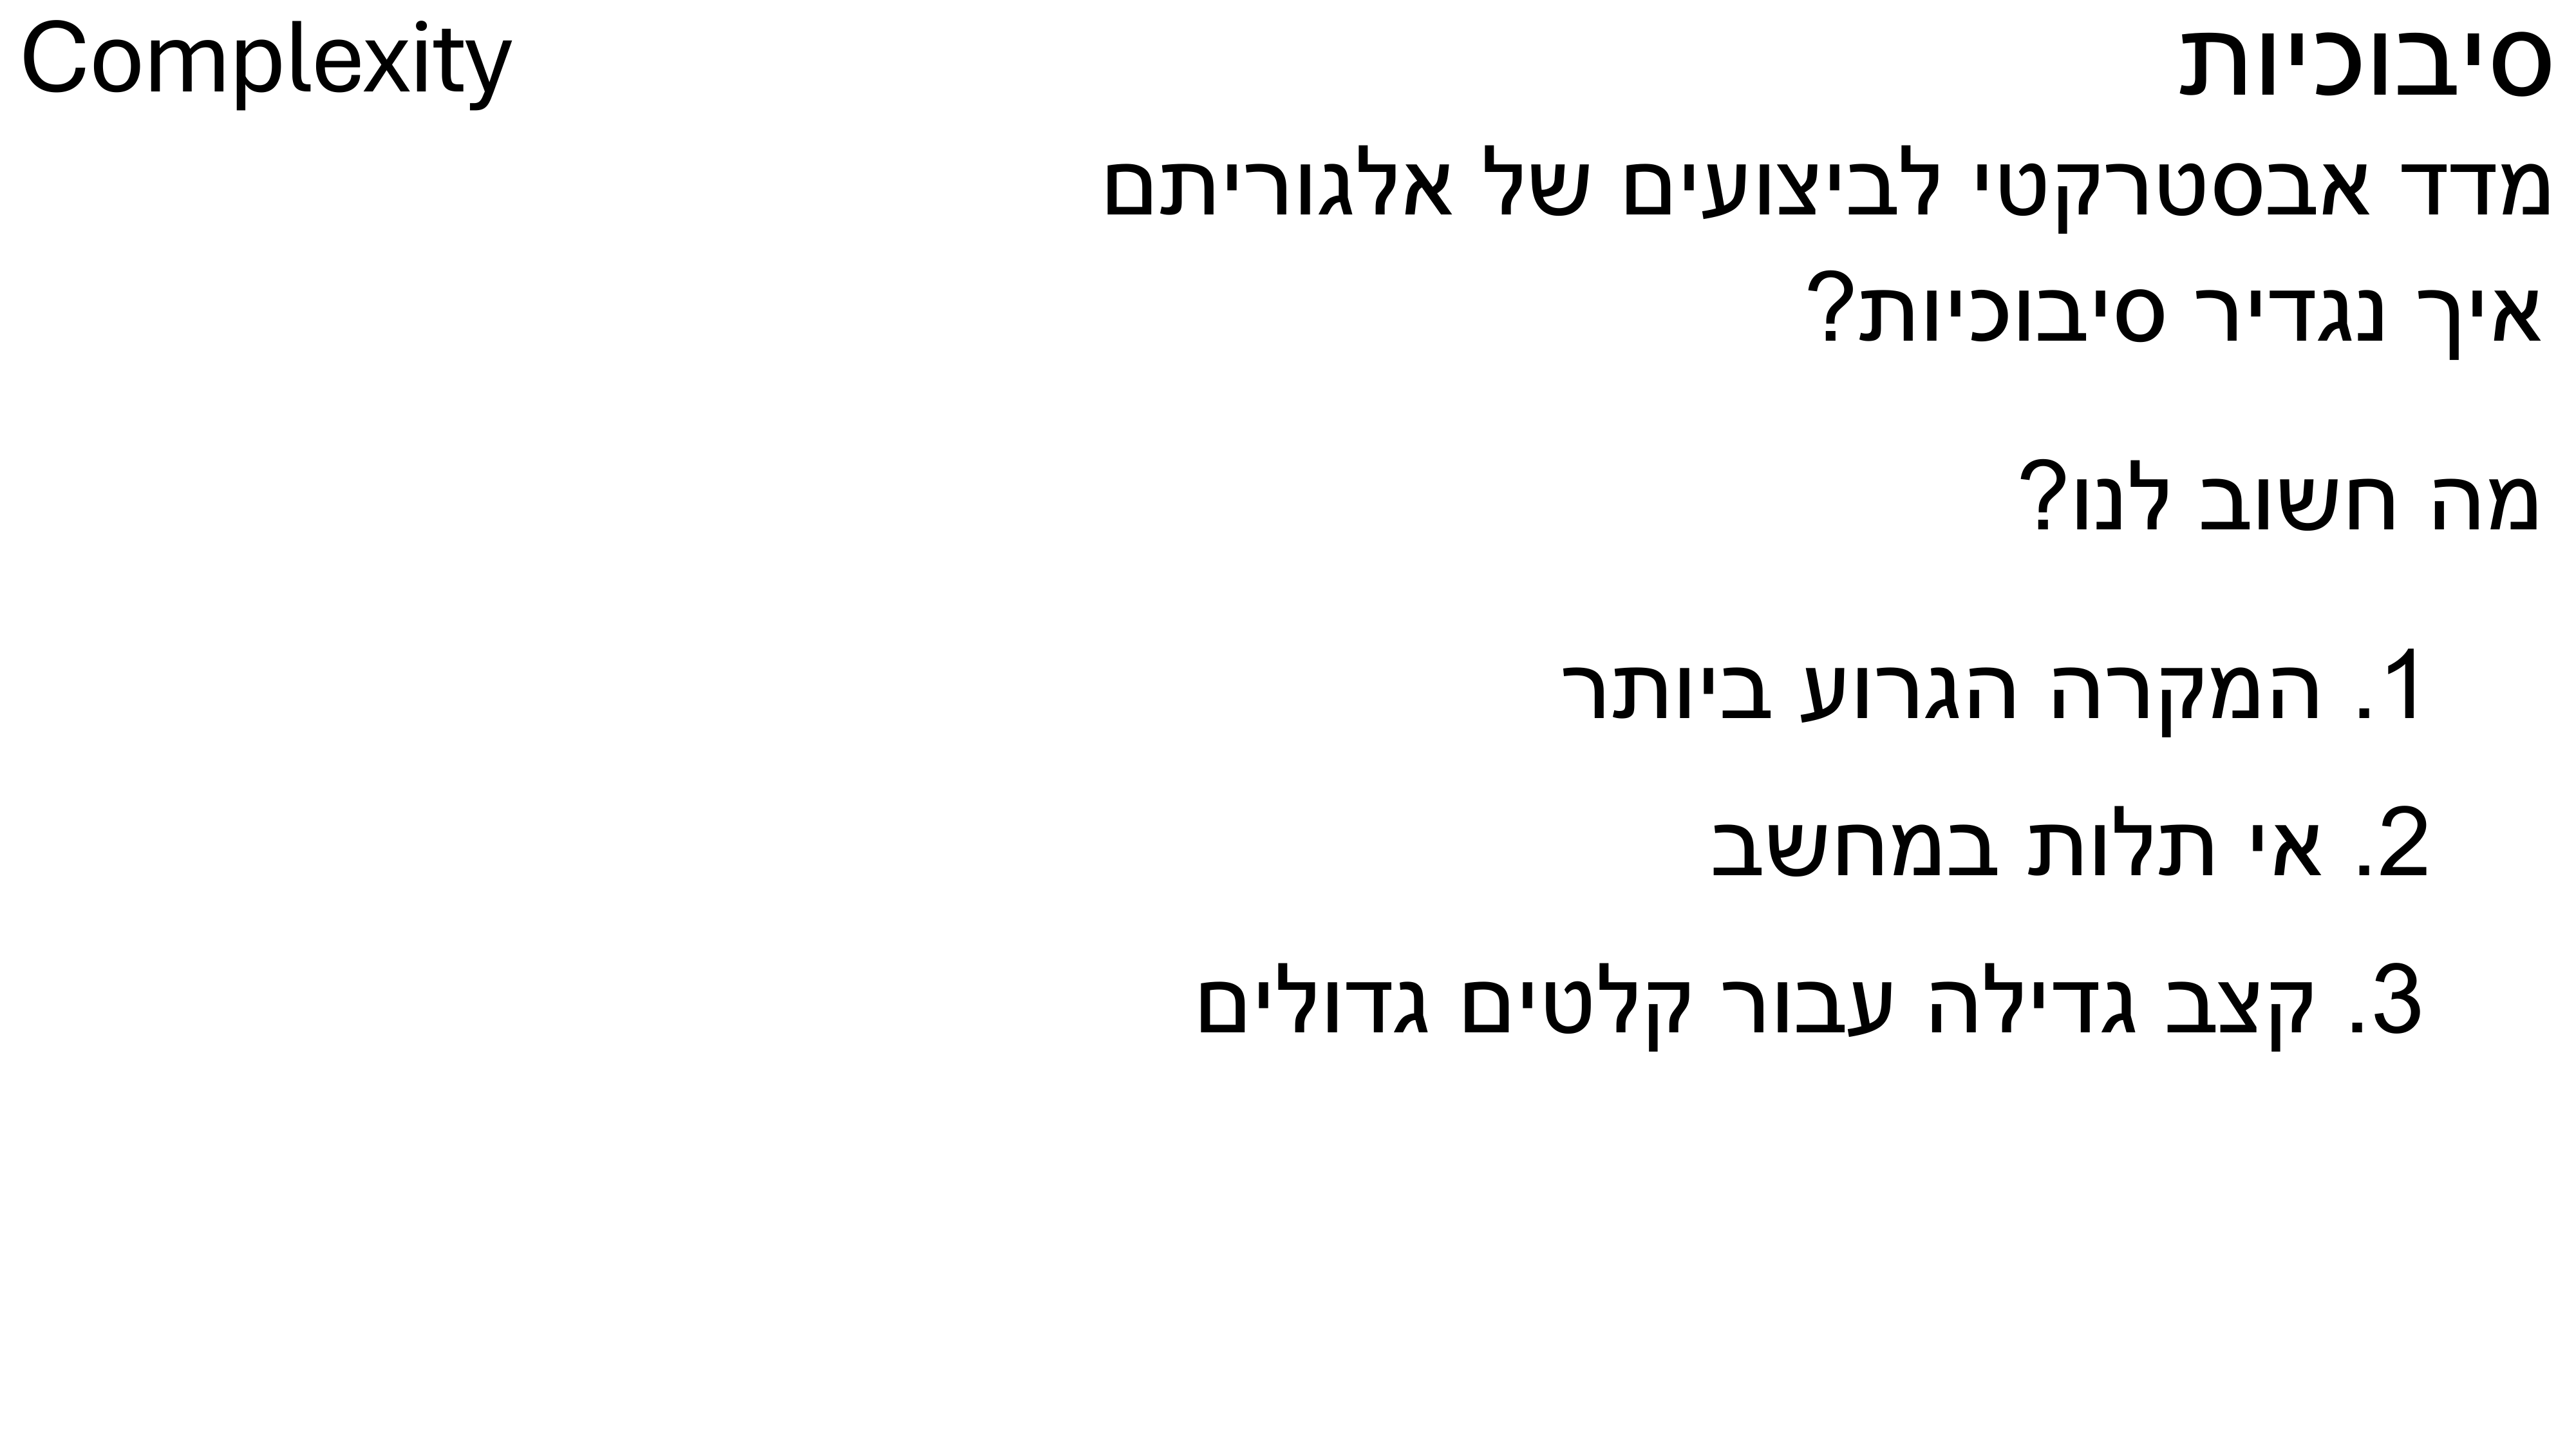 סיבוכיות
Complexity
מדד אבסטרקטי לביצועים של אלגוריתם
איך נגדיר סיבוכיות?
מה חשוב לנו?
1. המקרה הגרוע ביותר
2. אי תלות במחשב
3. קצב גדילה עבור קלטים גדולים